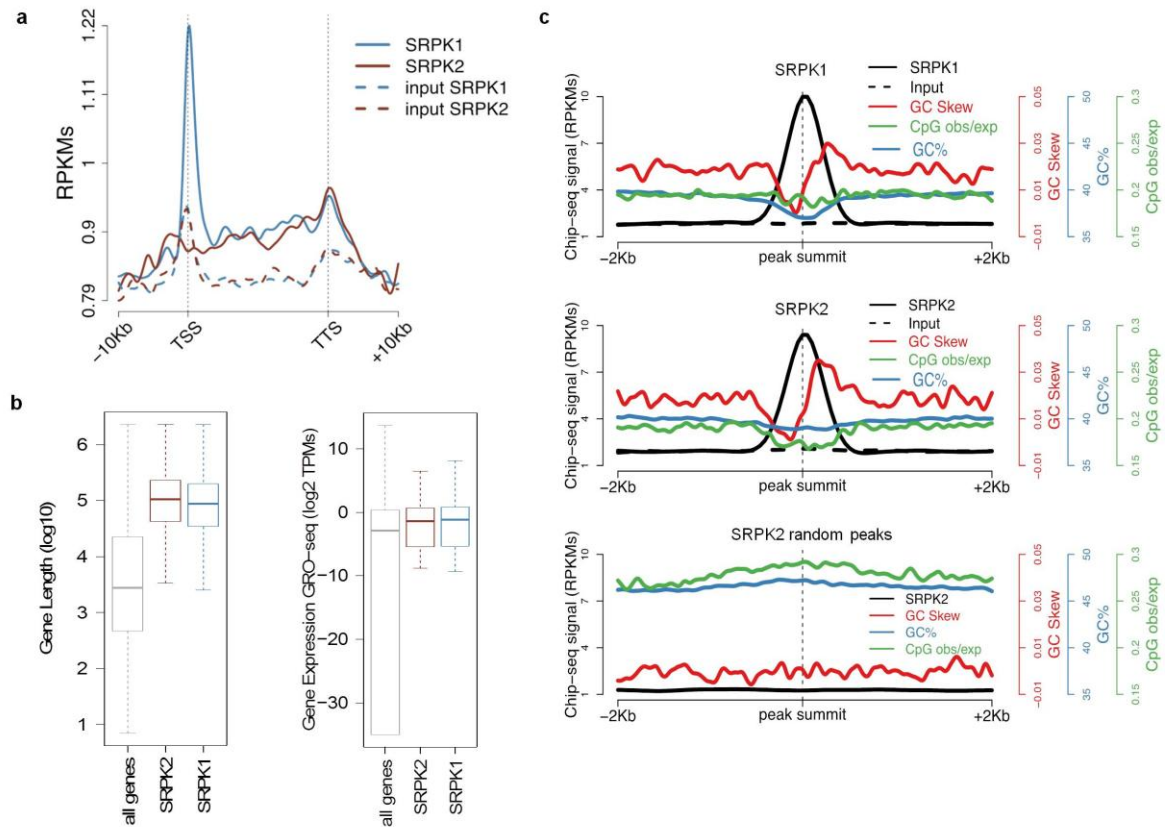 a
RPKMs
1.22
1.11
1
0.9
0.79
SRPK1
SRPK2
input SRPK1
input SRPK2
−10Kb
TSS
TTS
+10Kb
b
Gene Length (log10)
6
5
4
3
2
1
all genes
SRPK2
SRPK1
Gene Expression GRO-seq (log2 TPMs)
10
0
−10
−20
−30
all genes
SRPK2
SRPK1
c
SRPK1
Chip−seq signal (RPKMs)
10
7
4
1
SRPK1
Input
GC Skew
CpG obs/exp
GC%
−2Kb
peak summit
+2Kb
0.05
0.03
0.01
−0.01
GC Skew
50
45
40
35
GC%
0.3
0.25
0.2
0.15
CpG obs/exp
SRPK2
Chip−seq signal (RPKMs)
10
7
4
1
SRPK2
Input
GC Skew
CpG obs/exp
GC%
−2Kb
peak summit
+2Kb
0.05
0.03
0.01
−0.01
GC Skew
50
45
40
35
GC%
0.3
0.25
0.2
0.15
CpG obs/exp
SRPK2 random peaks
Chip−seq signal (RPKMs)
10
7
4
1
SRPK2
GC Skew
GC%
CpG obs/exp
−2Kb
peak summit
+2Kb
0.05
0.03
0.01
−0.01
GC Skew
50
45
40
35
GC%
0.3
0.25
0.2
0.15
CpG obs/exp